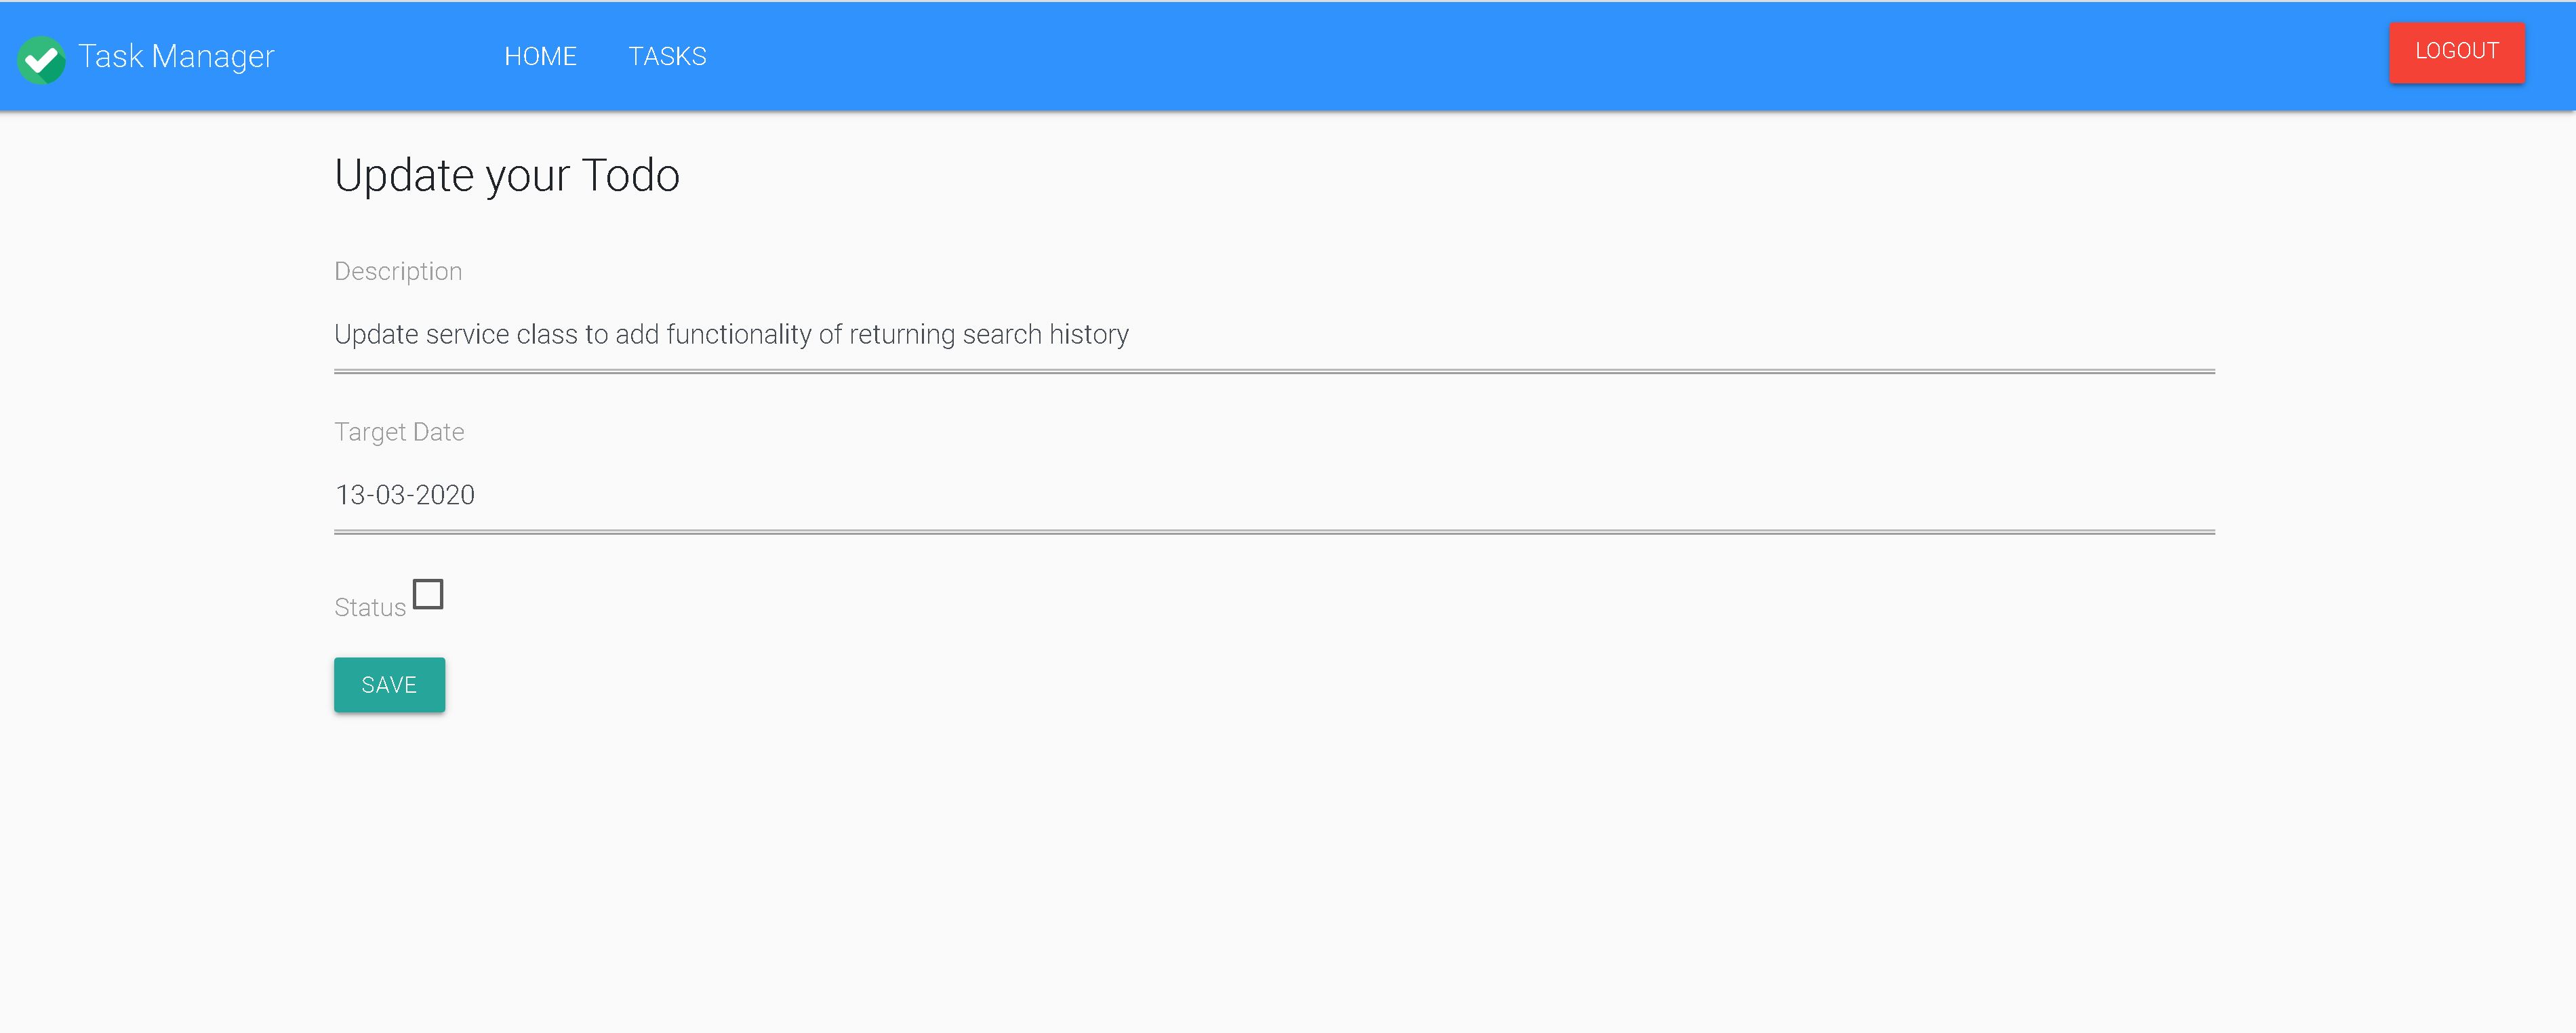 Task Manager
HOME
TASKS
LOGOUT
Update your Todo
Description
Update service class to add functionality of returning search history
Target Date
13-03-2020
Status
SAVE